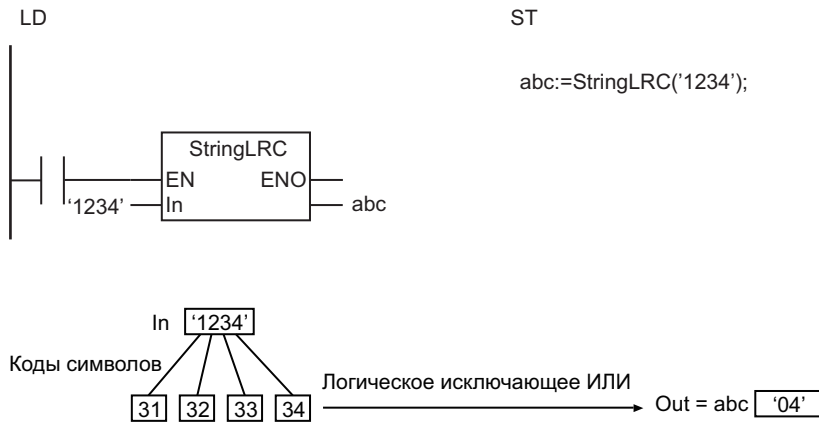 LD
ST
abc:=StringLRC('1234');
StringLRC
EN ENO
‘1234’ In abc
In ‘1234’
Коды символов
Логическое исключающее ИЛИ
31 32 33 34
Out = abc ‘04’